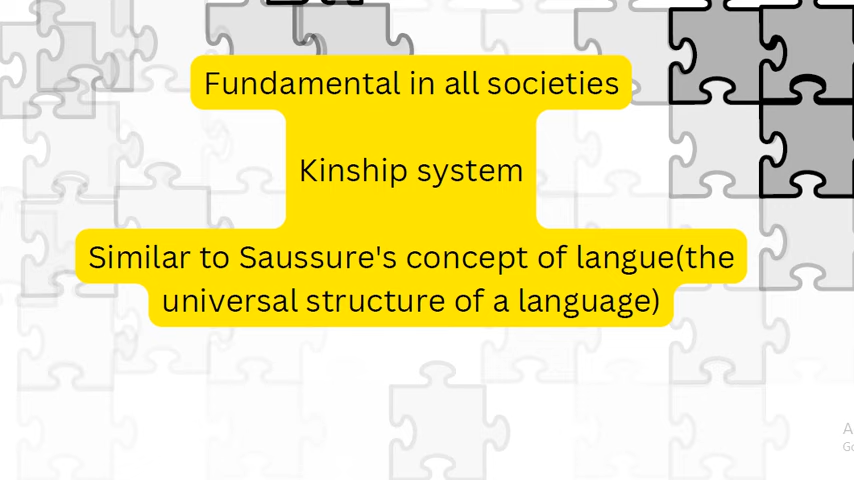 Fundamental in all societies
Kinship system
Similar to Saussure's concept of langue(the
universal structure of a language)